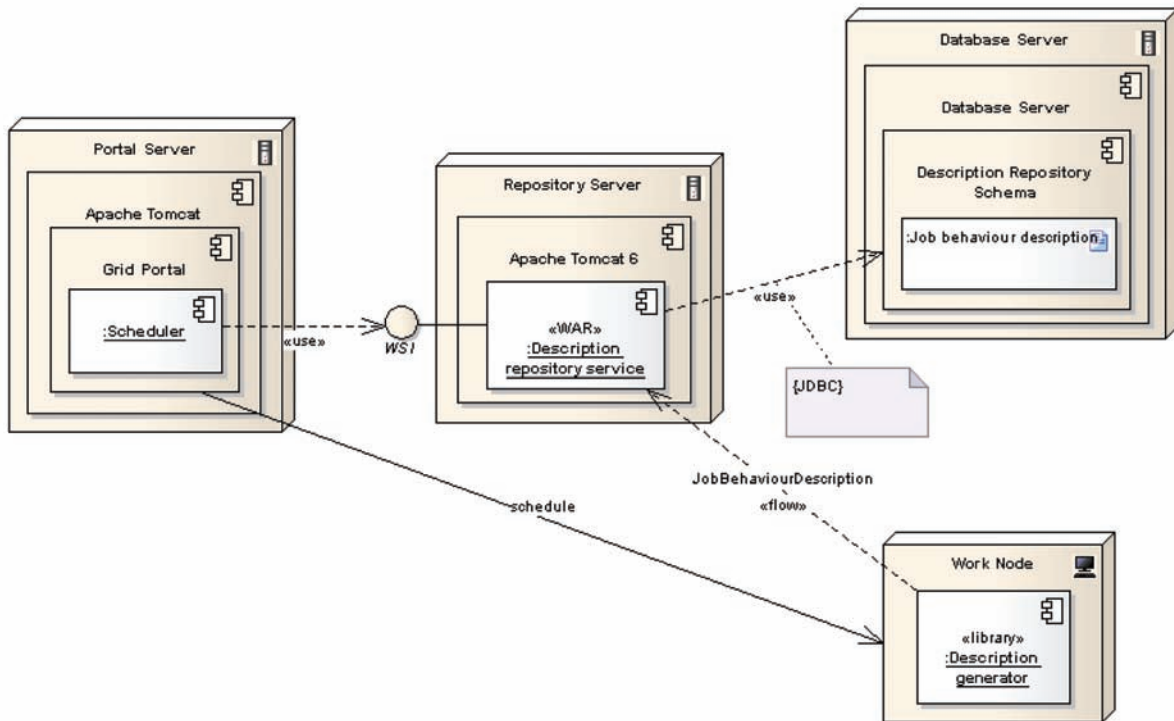 Database Server
Database Server
Description Repository
Schema
:Job behaviour description
Portal Server
Apache Tomcat
Grid Portal
:Scheduler
«use»
WSI
Repository Server
Apache Tomcat 6
«WAR»
:Description
repository service
«use»
{JDBC}
JobBehaviourDescription
«flow»
schedule
Work Node
«library»
:Description
generator